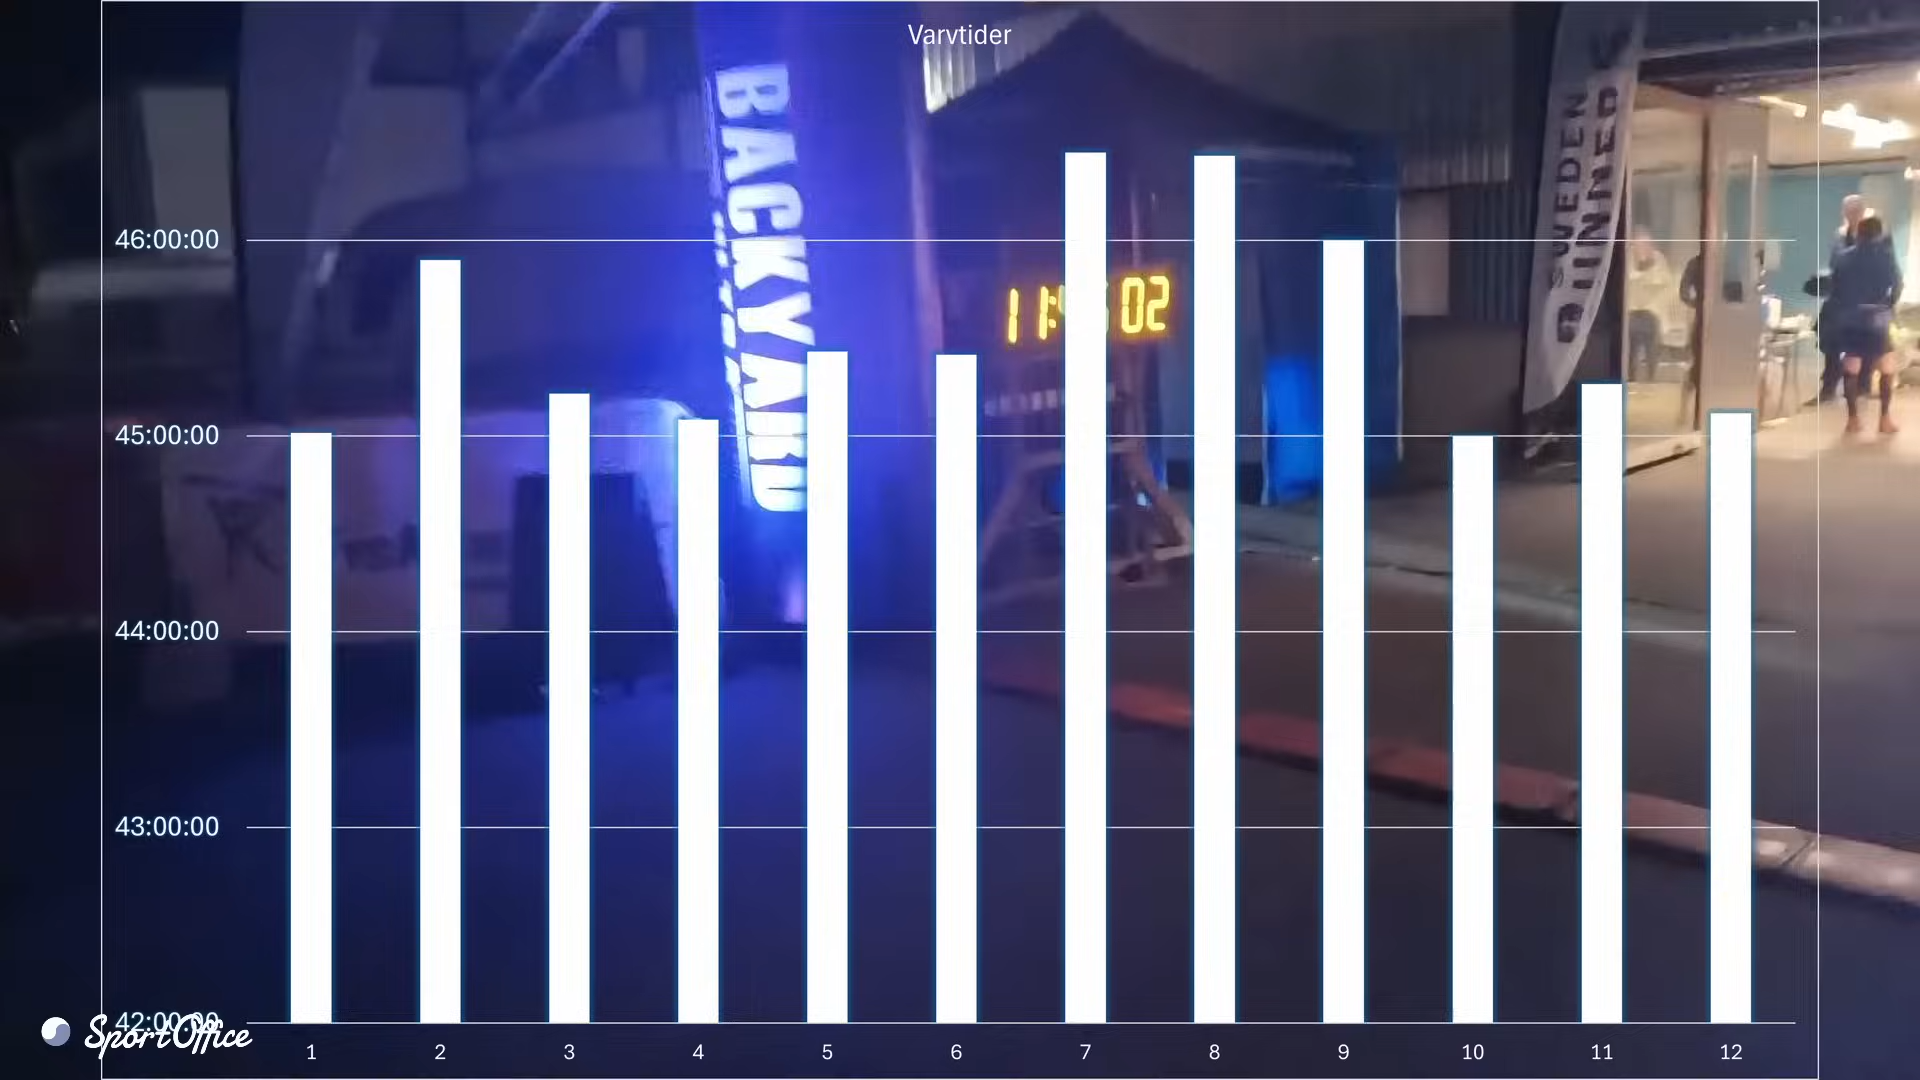 Varvtider
BACKYARD
SWEDEN
RUNNERS
46:00:00
02
45:00:00
44:00:00
43:00:00
42:00:00
SportOffice
1 2 3 4 5 6 7 8 9 10 11 12